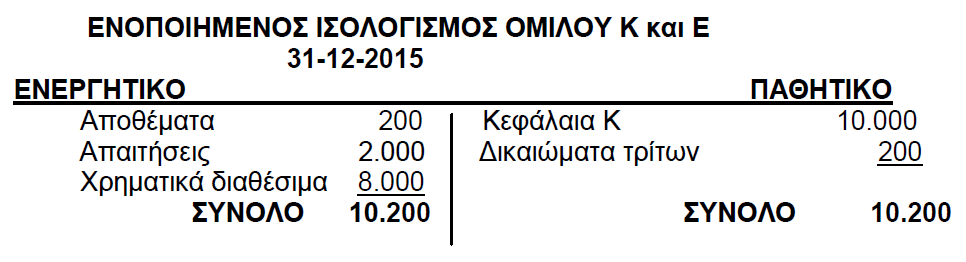 ΕΝΟΠΟΙΗΜΕΝΟΣ ΙΣΟΛΟΓΙΣΜΟΣ ΟΜΙΛΟΥ Κ και Ε
31-12-2015
ΕΝΕΡΓΗΤΙΚΟ ΠΑΘΗΤΙΚΟ
Αποθέματα 200 Κεφάλαια Κ 10.000
Απαιτήσεις 2.000 Δικαιώματα τρίτων 200
Χρηματικά διαθέσιμα 8.000
ΣΥΝΟΛΟ 10.200 ΣΥΝΟΛΟ 10.200